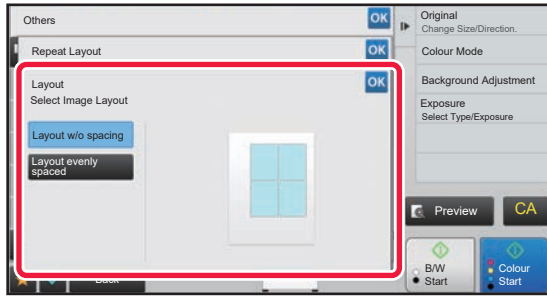 Others
OK
Repeat Layout
OK
Layout
OK
Select Image Layout
Layout w/o spacing
Layout evenly
spaced
Back
Original
Change Size/Direction.
Colour Mode
Background Adjustment
Exposure
Select Type/Exposure
Preview
CA
B/W
Start
Colour
Start